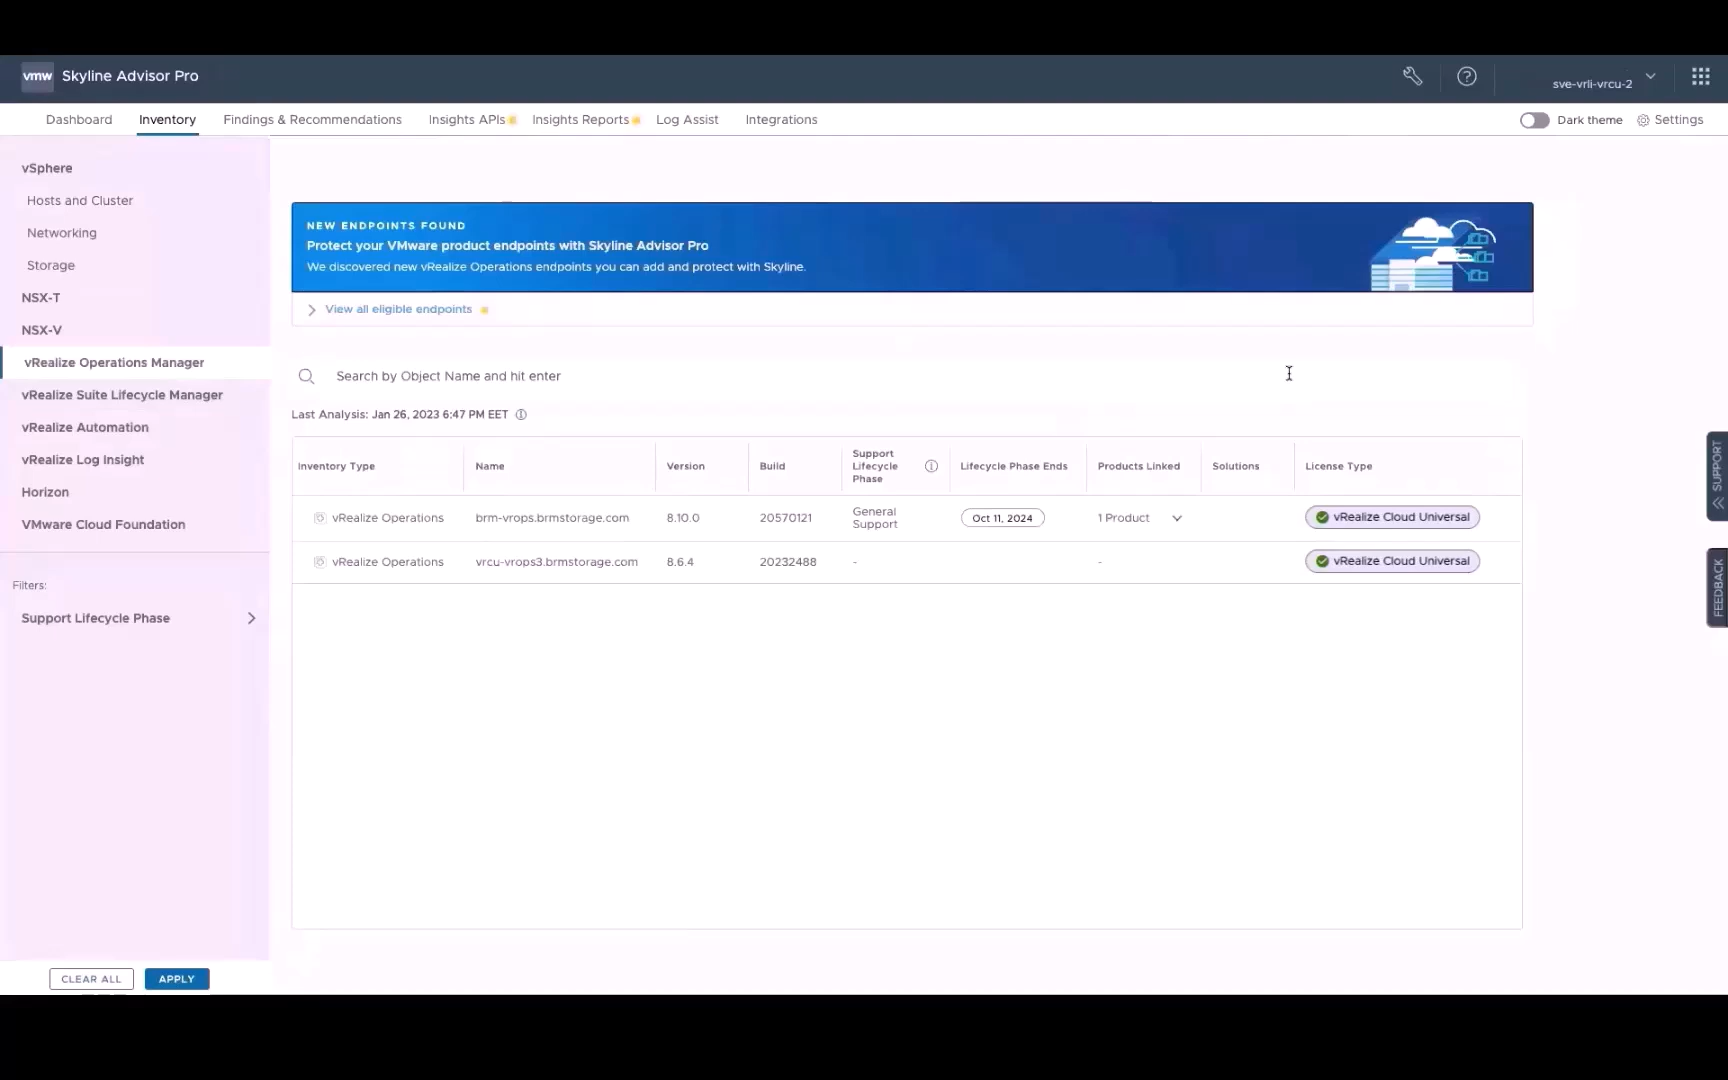 vmw Skyline Advisor Pro
sve-vrli-vrcu-2
Dashboard Inventory Findings & Recommendations Insights APIs Insights Reports Log Assist Integrations Dark theme Settings
vSphere
Hosts and Cluster
Networking
Storage
NSX-T
NSX-V
vRealize Operations Manager
vRealize Suite Lifecycle Manager
vRealize Automation
vRealize Log Insight
Horizon
VMware Cloud Foundation
Filters:
Support Lifecycle Phase
CLEAR ALL APPLY
NEW ENDPOINTS FOUND
Protect your VMware product endpoints with Skyline Advisor Pro
We discovered new vRealize Operations endpoints you can add and protect with Skyline.
View all eligible endpoints
Search by Object Name and hit enter
Last Analysis: Jan 26, 2023 6:47 PM EET
Inventory Type Name Version Build Support Lifecycle Phase Lifecycle Phase Ends Products Linked Solutions License Type
vRealize Operations brm-vrops.brmstorage.com 8.10.0 20570121 General Support Oct 11, 2024 1 Product vRealize Cloud Universal
vRealize Operations vrcu-vrops3.brmstorage.com 8.6.4 20232488 - - vRealize Cloud Universal
SUPPORT
FEEDBACK